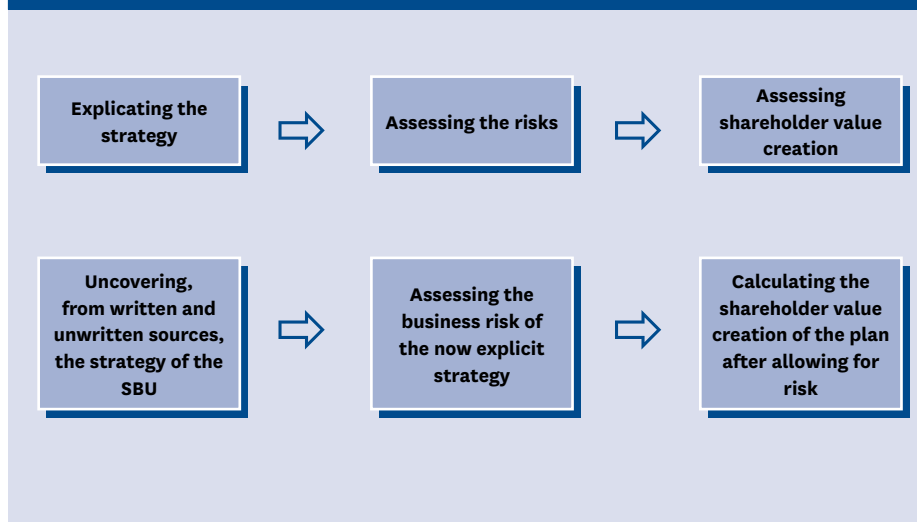 Explicating the
strategy
Assessing the risks
Assessing
shareholder value
creation
Uncovering,
from written and
unwritten sources,
the strategy of the
SBU
Assessing the
business risk of
the now explicit
strategy
Calculating the
shareholder value
creation of the plan
after allowing for
risk